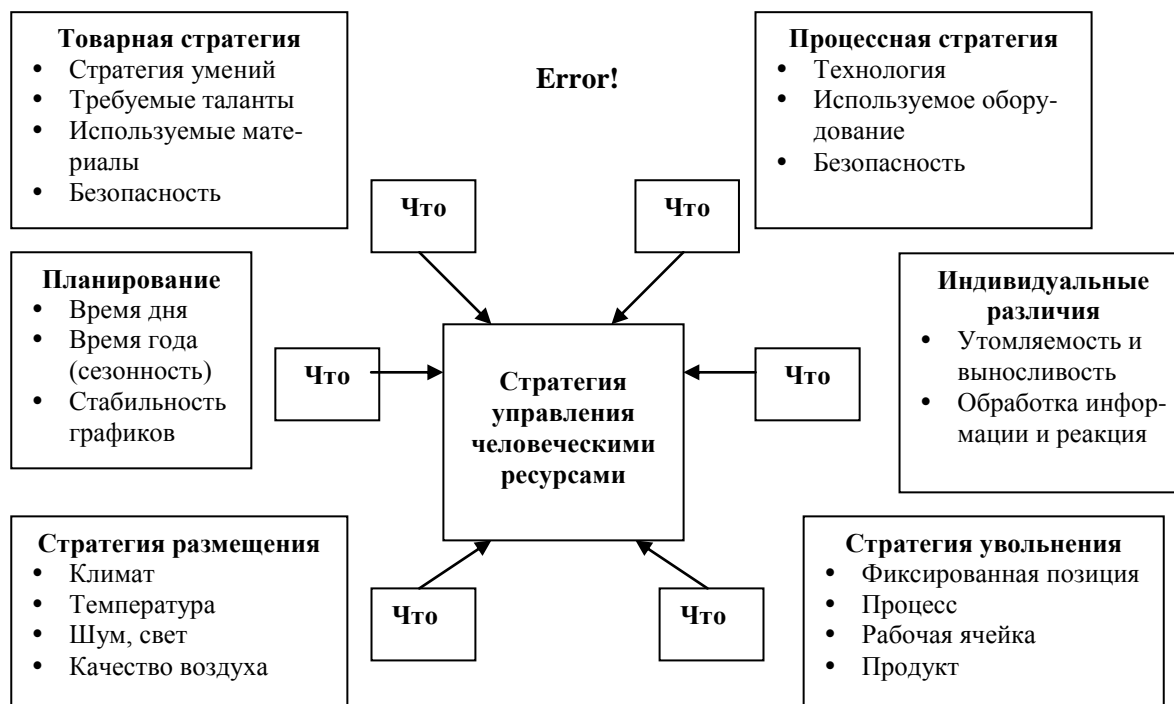 Товарная стратегия
• Стратегия умений
• Требуемые таланты
• Используемые мате-
риалы
• Безопасность
Error!
Процессная стратегия
• Технология
• Используемое обору-
дование
• Безопасность
Что
Что
Планирование
• Время дня
• Время года
(сезонность)
• Стабильность
графиков
Что
Стратегия
управления
человеческими
ресурсами
Что
Индивидуальные
различия
• Утомляемость и
выносливость
• Обработка инфор-
мации и реакция
Стратегия размещения
• Климат
• Температура
• Шум, свет
• Качество воздуха
Что
Что
Стратегия увольнения
• Фиксированная позиция
• Процесс
• Рабочая ячейка
• Продукт